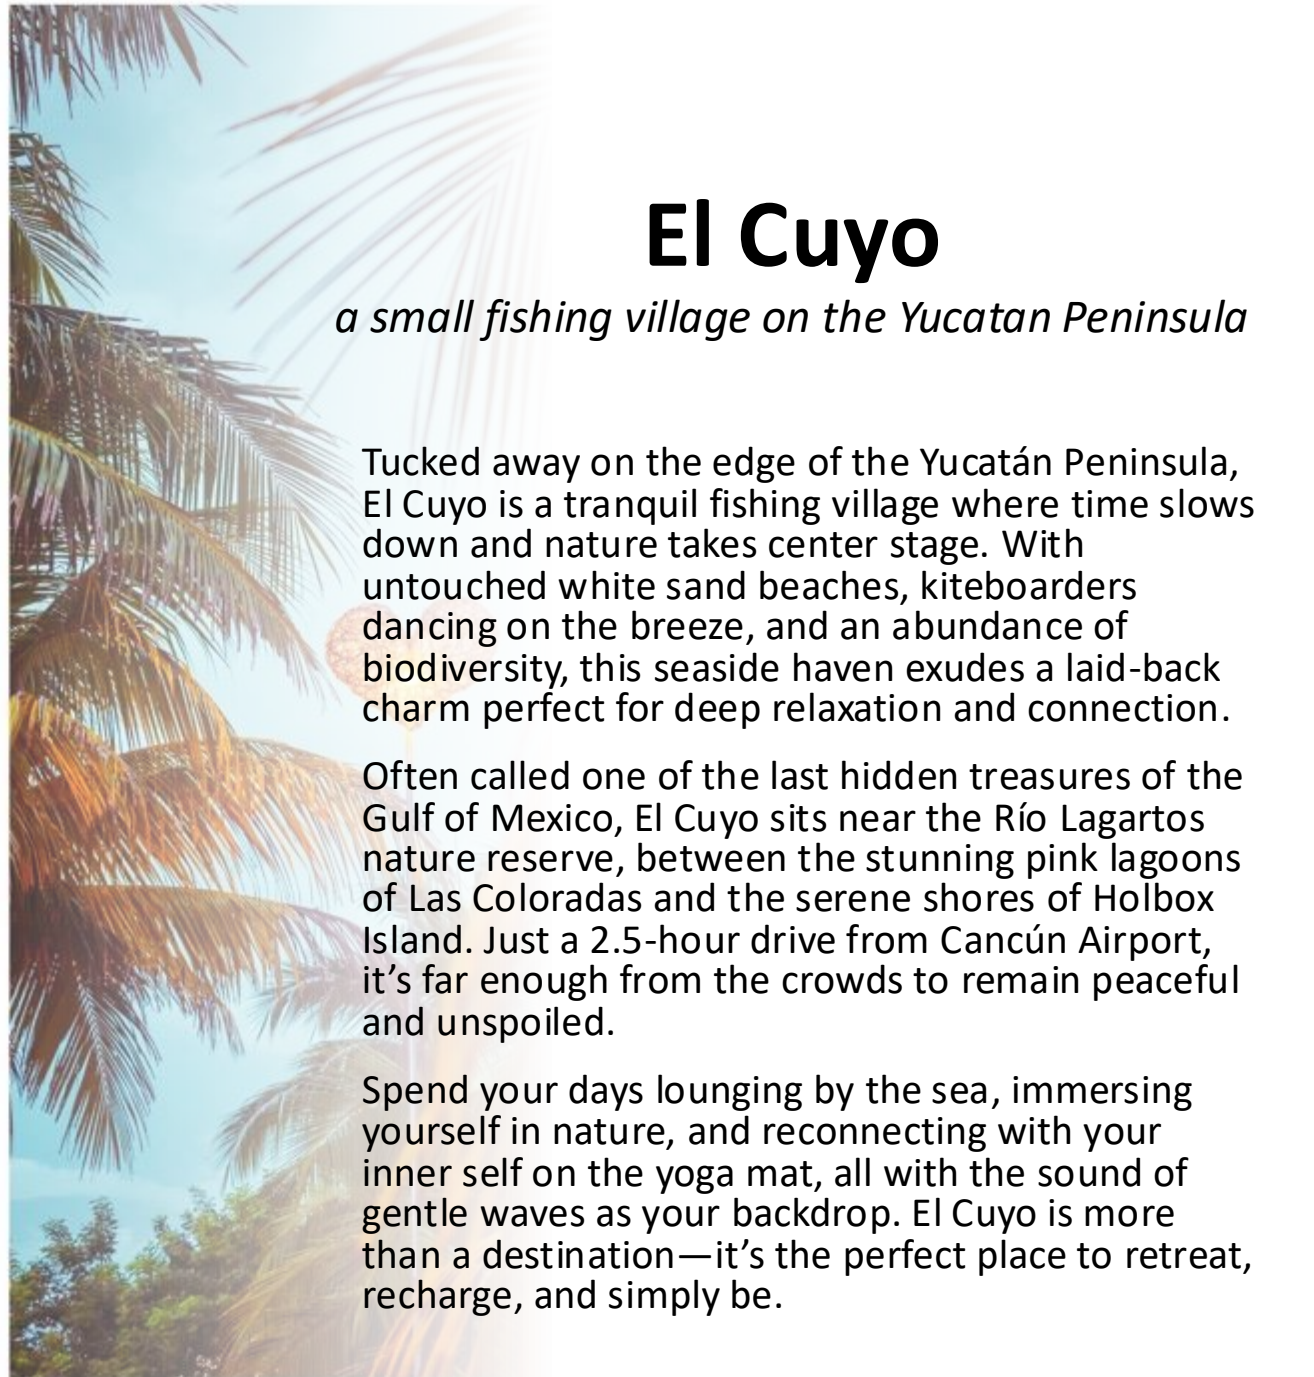 El Cuyo
a small fishing village on the Yucatan Peninsula
Tucked away on the edge of the Yucatán Peninsula,
El Cuyo is a tranquil fishing village where time slows
down and nature takes center stage. With
untouched white sand beaches, kiteboarders
dancing on the breeze, and an abundance of
biodiversity, this seaside haven exudes a laid-back
charm perfect for deep relaxation and connection.
Often called one of the last hidden treasures of the
Gulf of Mexico, El Cuyo sits near the Río Lagartos
nature reserve, between the stunning pink lagoons
of Las Coloradas and the serene shores of Holbox
Island. Just a 2.5-hour drive from Cancún Airport,
it’s far enough from the crowds to remain peaceful
and unspoiled.
Spend your days lounging by the sea, immersing
yourself in nature, and reconnecting with your
inner self on the yoga mat, all with the sound of
gentle waves as your backdrop. El Cuyo is more
than a destination—it’s the perfect place to retreat,
recharge, and simply be.